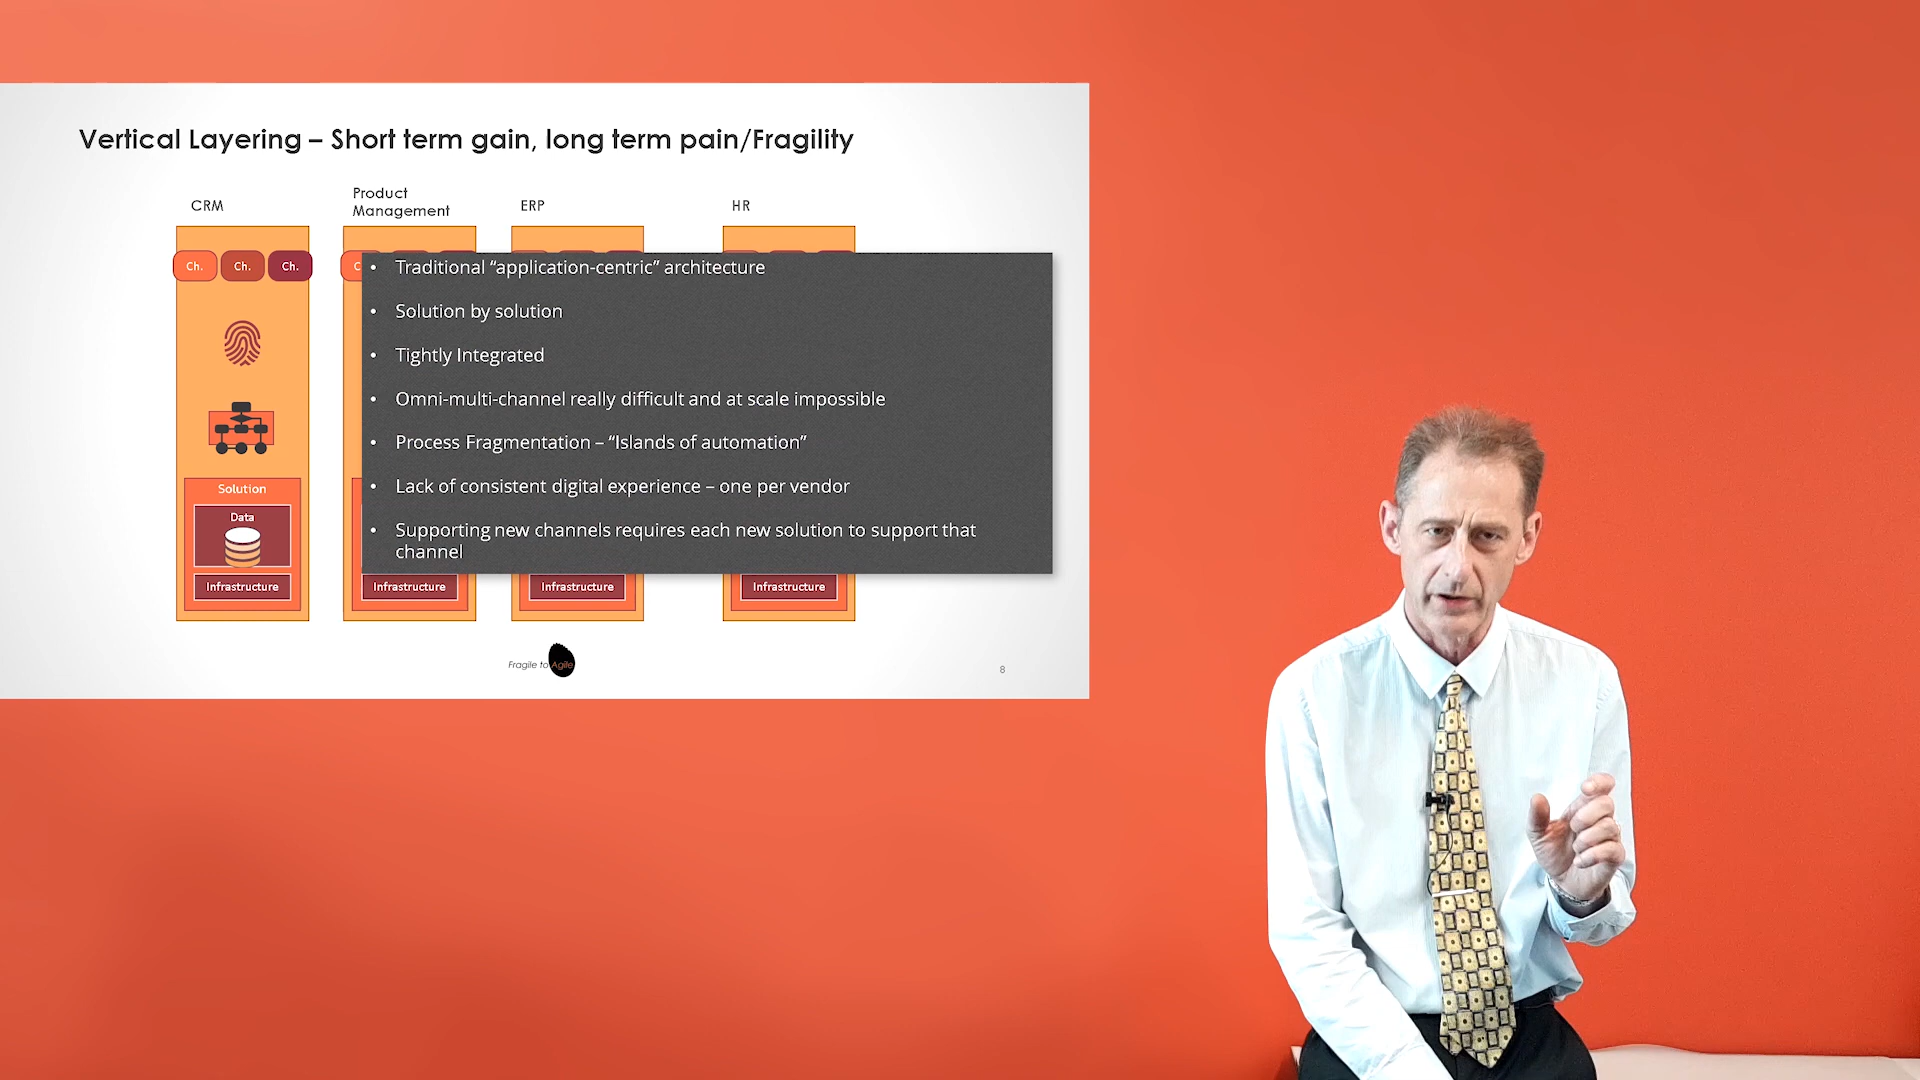 Vertical Layering – Short term gain, long term pain/Fragility
CRM
Product
Management
ERP
HR
Ch.
Ch.
Ch.
• Traditional “application-centric” architecture
• Solution by solution
• Tightly Integrated
• Omni-multi-channel really difficult and at scale impossible
• Process Fragmentation – “Islands of automation”
• Lack of consistent digital experience – one per vendor
• Supporting new channels requires each new solution to support that
channel
Solution
Data
Infrastructure
Infrastructure
Infrastructure
Infrastructure
Fragile to Agile
8